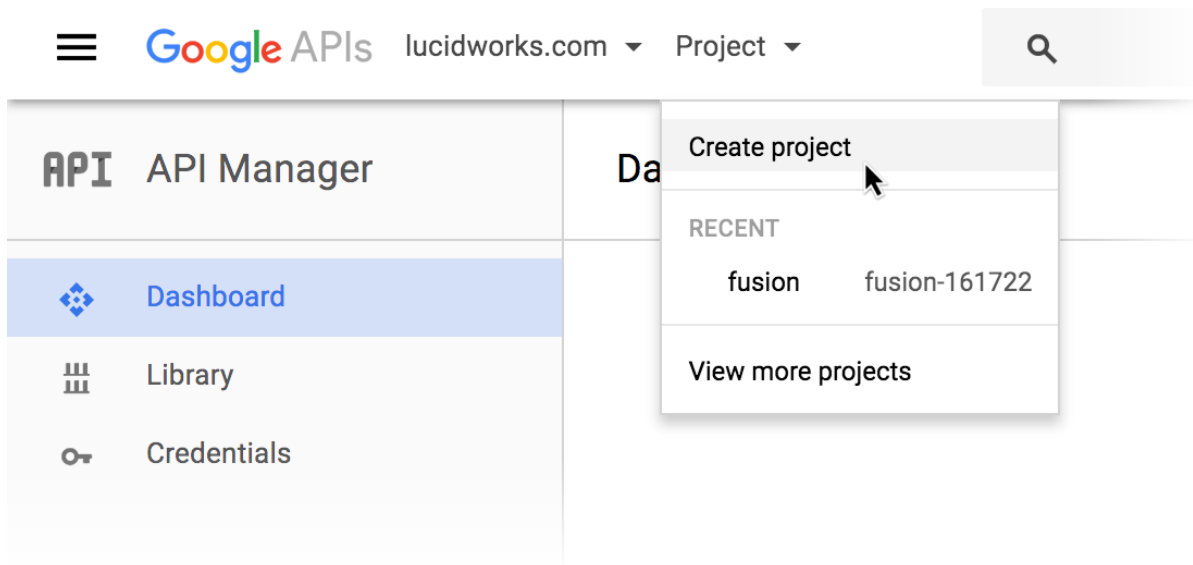 Google APIs lucidworks.com Project
API API Manager
Da
Create project
RECENT
fusion fusion-161722
View more projects
Dashboard
Library
Credentials